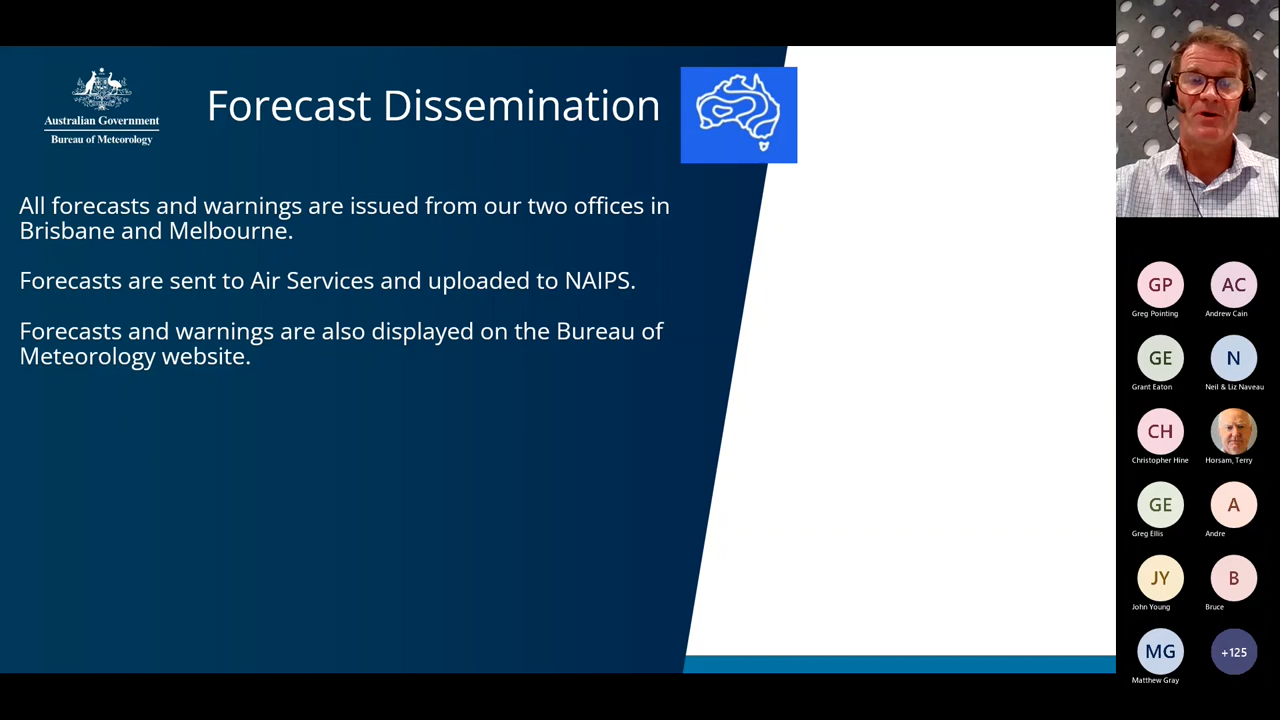 Australian Government
Bureau of Meteorology
Forecast Dissemination
All forecasts and warnings are issued from our two offices in
Brisbane and Melbourne.
Forecasts are sent to Air Services and uploaded to NAIPS.
Forecasts and warnings are also displayed on the Bureau of
Meteorology website.
GP
AC
Greg Pointing
Andrew Cain
GE
N
Grant Eaton
Neil & Liz Naveau
CH
Christopher Hine
Horsam, Terry
GE
A
Greg Ellis
Andre
JY
B
John Young
Bruce
MG
+125
Matthew Gray